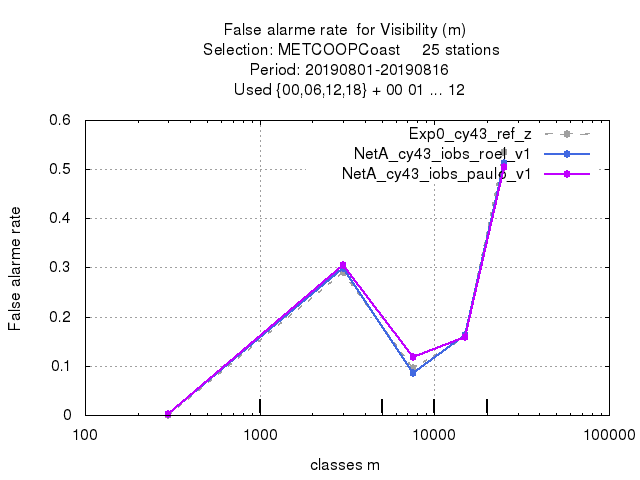 False alarme rate  for Visibility (m)
Selection: METCOOPCoast     25 stations
Period: 20190801-20190816
Used {00,06,12,18} + 00 01 ... 12
0.6
0.5
0.4
0.3
0.2
0.1
0
False alarme rate
Exp0_cy43_ref_z
NetA_cy43_iobs_roel_v1
NetA_cy43_iobs_paulo_v1
100
1000
10000
100000
classes m